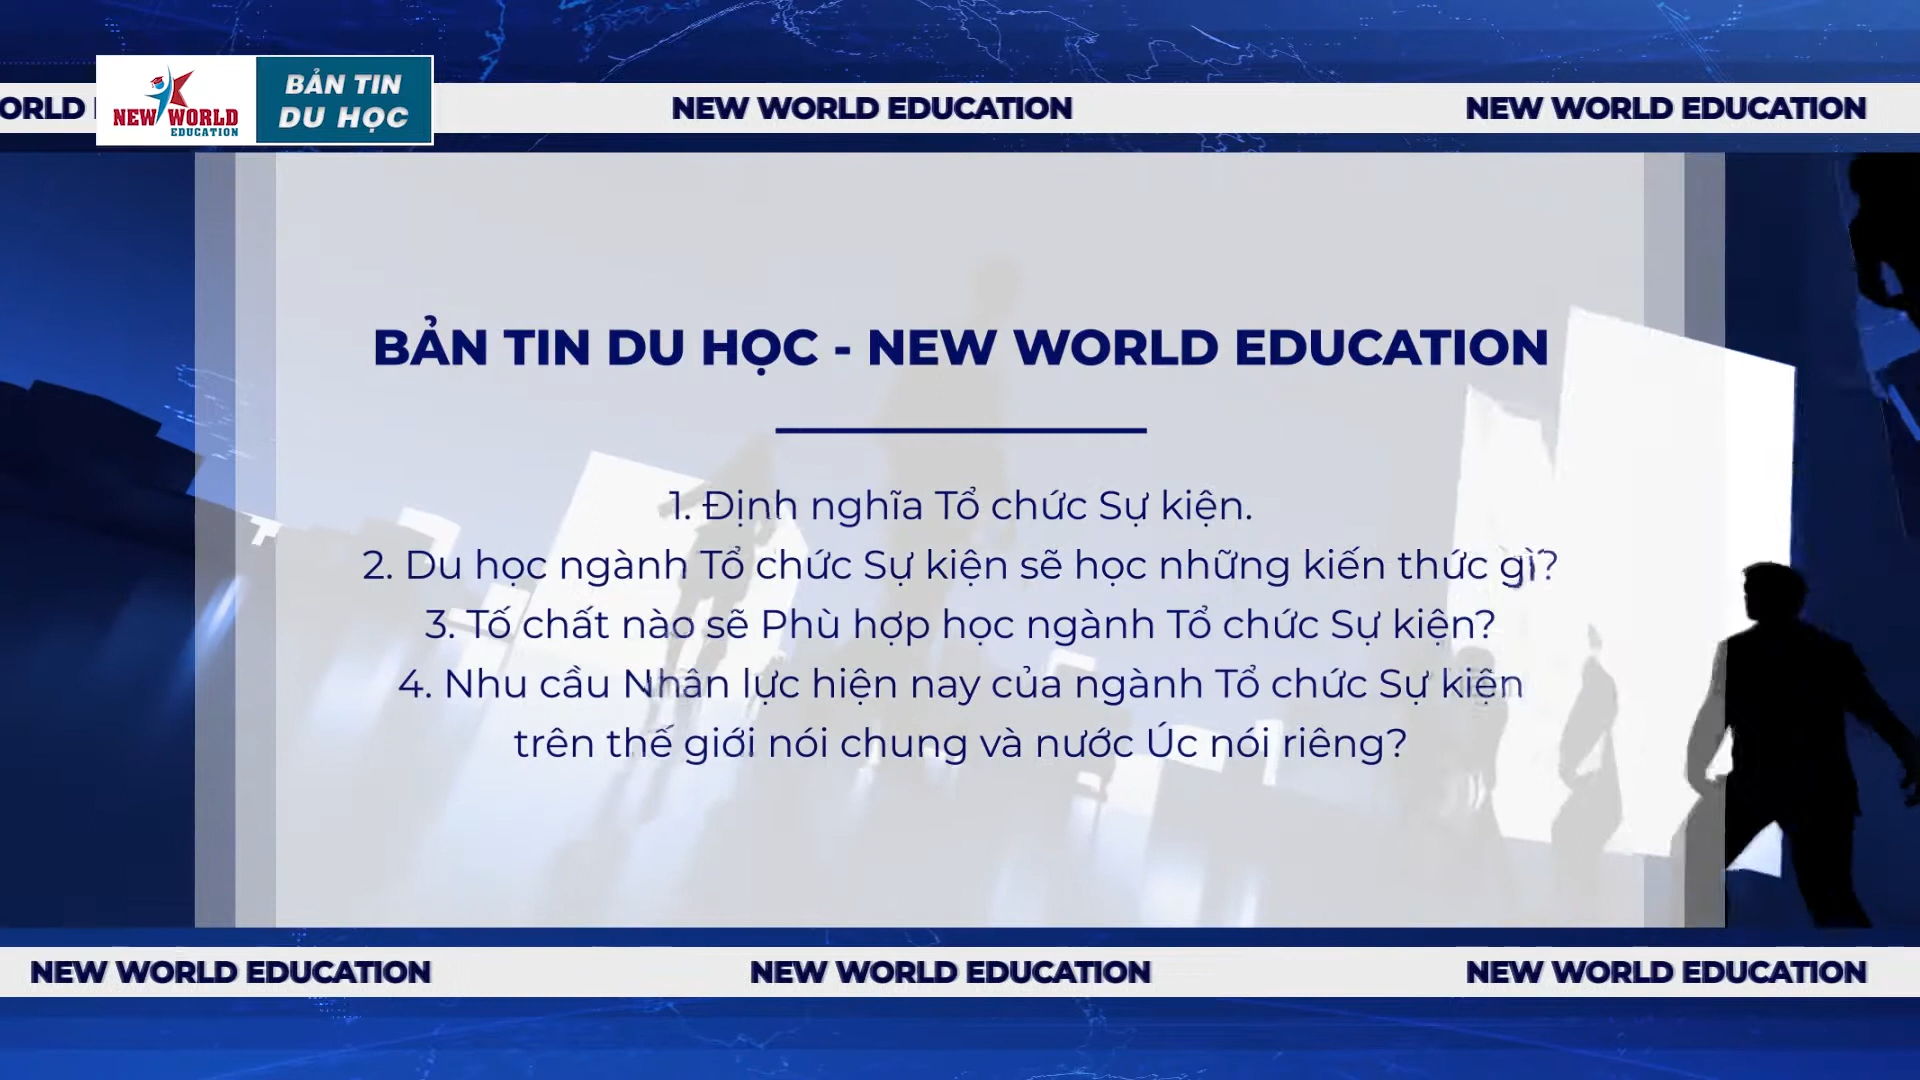 NEW WORLD EDUCATION
BẢN TIN
DU HỌC
ORLD
NEW WORLD EDUCATION
NEW WORLD EDUCATION
BẢN TIN DU HỌC - NEW WORLD EDUCATION
1. Định nghĩa Tổ chức Sự kiện.
2. Du học ngành Tổ chức Sự kiện sẽ học những kiến thức gì?
3. Tố chất nào sẽ Phù hợp học ngành Tổ chức Sự kiện?
4. Nhu cầu Nhân lực hiện nay của ngành Tổ chức Sự kiện
trên thế giới nói chung và nước Úc nói riêng?
NEW WORLD EDUCATION
NEW WORLD EDUCATION
NEW WORLD EDUCATION